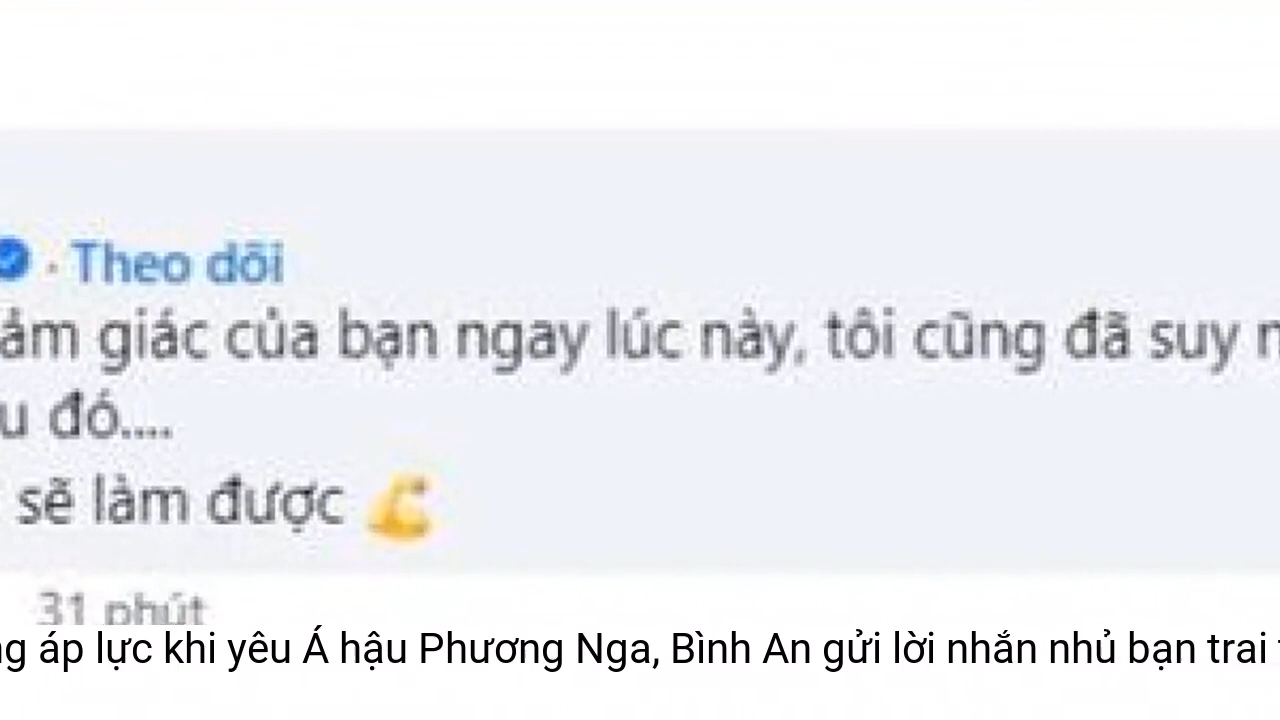 · Theo dõi
giác của bạn ngay lúc này, tôi cũng đã suy
đó....
sẽ làm được 💪
31 phút
áp lực khi yêu Á hậu Phương Nga, Bình An gửi lời nhắn nhủ bạn trai